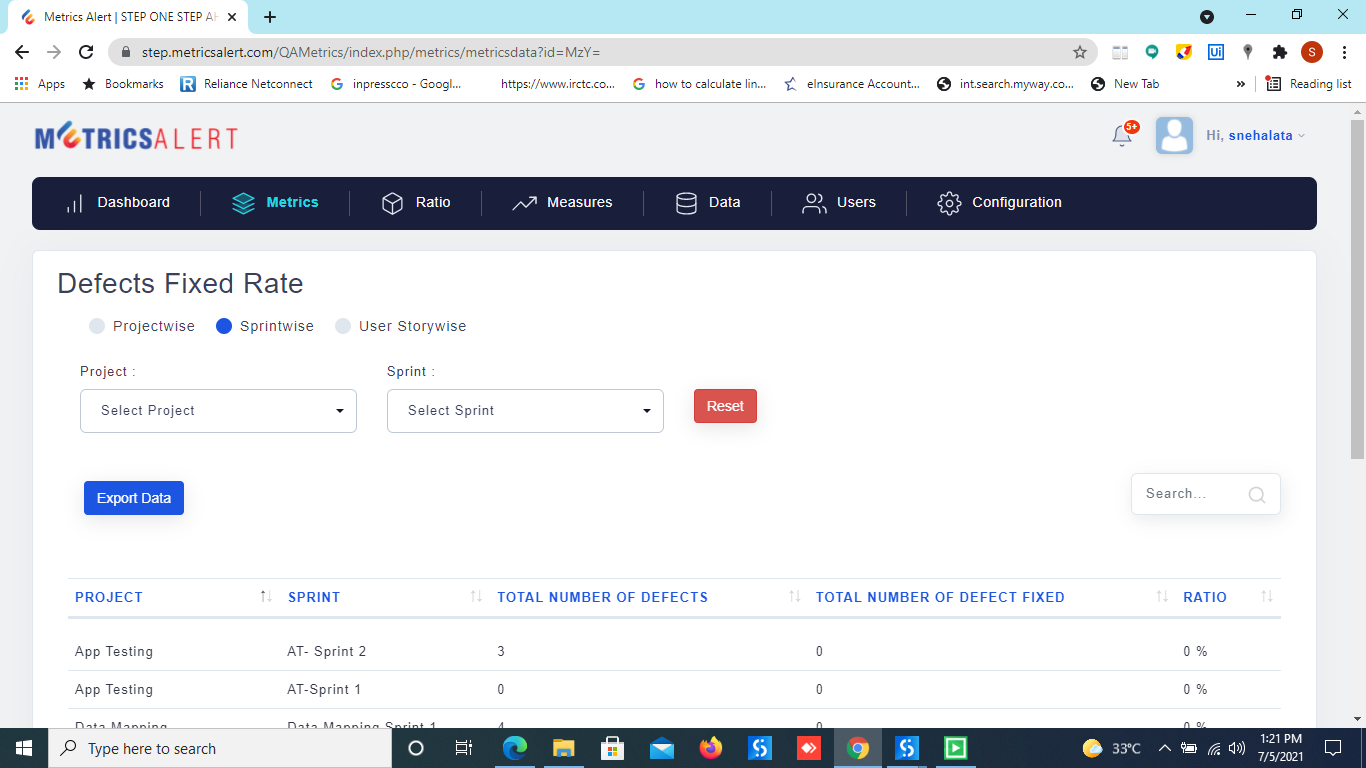 Metrics Alert | STEP ONE STEP AH
step.metricsalert.com/QAMetrics/index.php/metrics/metricsdata?id=MzY=
S
Apps Bookmarks Reliance Netconnect inpresscco - Googl... https://www.irctc.co... how to calculate lin... eInsurance Account... int.search.myway.co... New Tab » Reading list
METRICSALERT
5+
Hi, snehalata
Dashboard Metrics Ratio Measures Data Users Configuration
Defects Fixed Rate
Projectwise Sprintwise User Storywise
Project : Sprint :
Select Project Select Sprint Reset
Export Data Search...
PROJECT SPRINT TOTAL NUMBER OF DEFECTS TOTAL NUMBER OF DEFECT FIXED RATIO
App Testing AT- Sprint 2 3 0 0 %
App Testing AT-Sprint 1 0 0 0 %
Data Mapping Data Mapping Sprint 1 4 0 0 %
Type here to search
33°C
1:21 PM
7/5/2021